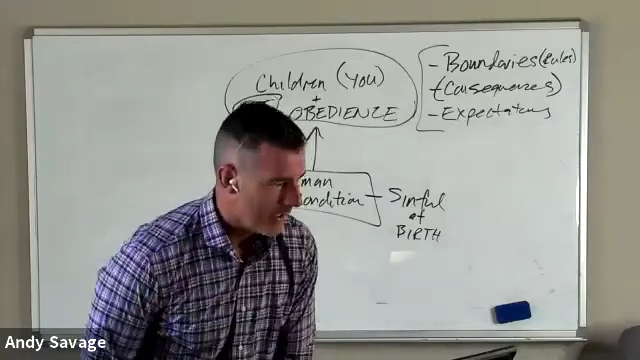 Children (YOU)
+
OBEDIENCE
- Boundaries (Rules)
- (Consequences)
- Expectations
man
ondition - Sinful
at
BIRTH
Andy Savage